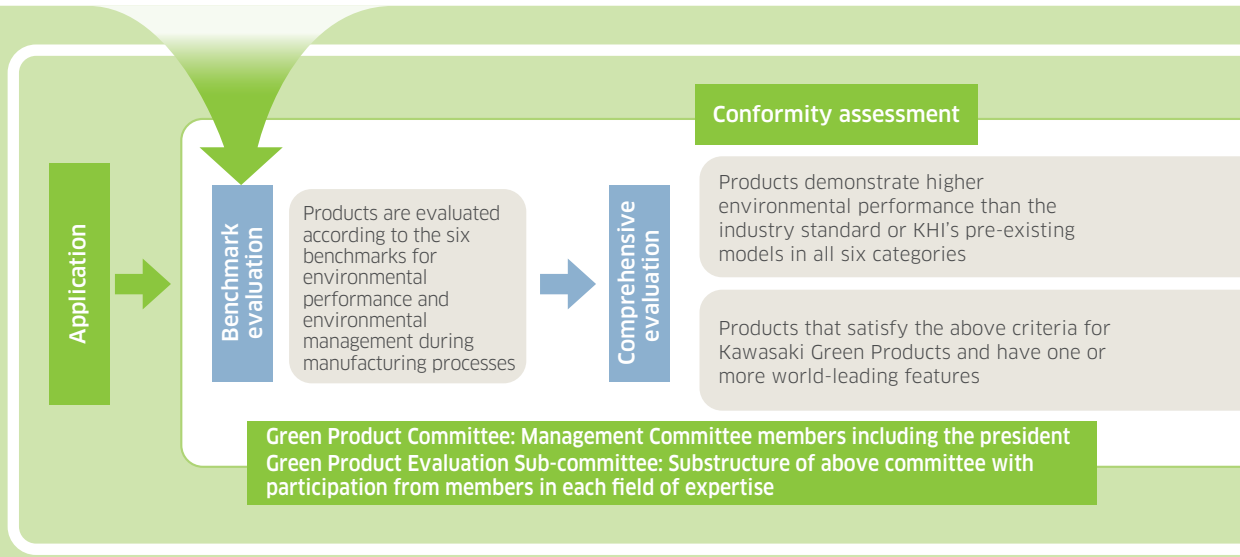 Conformity assessment
Application
Benchmark
evaluation
Products are evaluated
according to the six
benchmarks for
environmental
performance and
environmental
management during
manufacturing processes
Comprehensive
evaluation
Products demonstrate higher
environmental performance than the
industry standard or KHI's pre-existing
models in all six categories
Products that satisfy the above criteria for
Kawasaki Green Products and have one or
more world-leading features
Green Product Committee: Management Committee members including the president
Green Product Evaluation Sub-committee: Substructure of above committee with
participation from members in each field of expertise